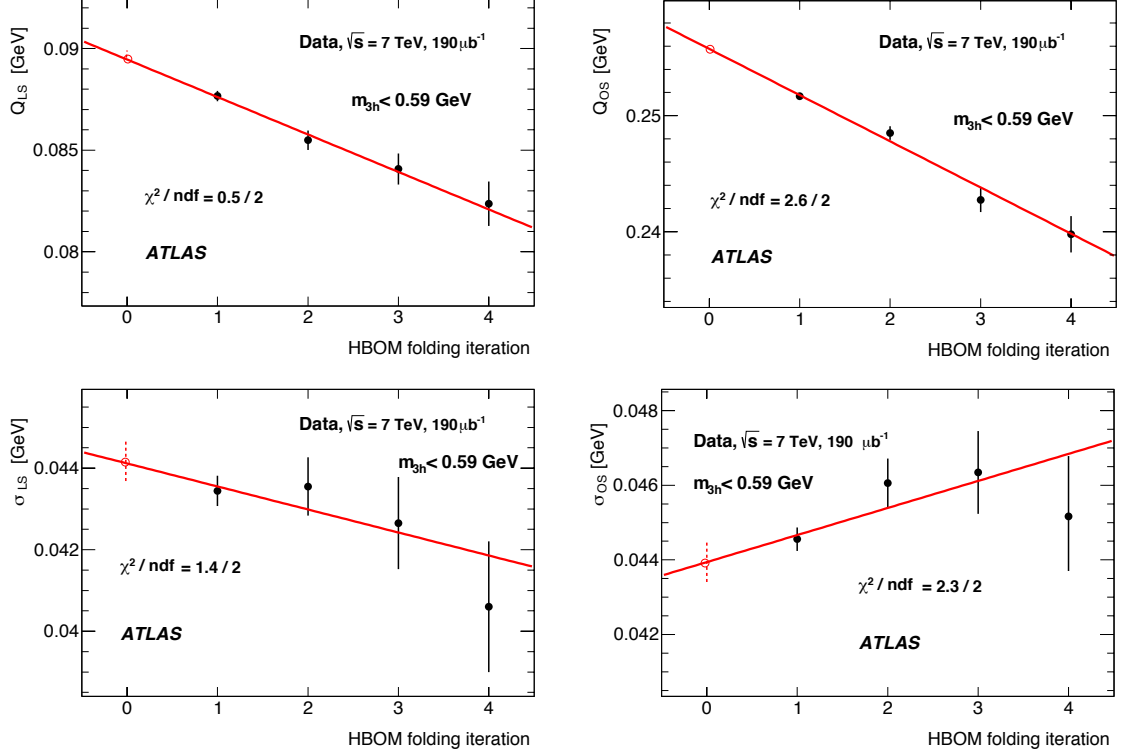 Q_LS [GeV]
0.09
0.085
0.08
Data, √s = 7 TeV, 190 μb⁻¹
m_3h < 0.59 GeV
χ² / ndf = 0.5 / 2
ATLAS
0 1 2 3 4
HBOM folding iteration
Q_OS [GeV]
0.25
0.24
Data, √s = 7 TeV, 190 μb⁻¹
m_3h < 0.59 GeV
χ² / ndf = 2.6 / 2
ATLAS
0 1 2 3 4
HBOM folding iteration
σ_LS [GeV]
0.044
0.042
0.04
Data, √s = 7 TeV, 190 μb⁻¹
m_3h < 0.59 GeV
χ² / ndf = 1.4 / 2
ATLAS
0 1 2 3 4
HBOM folding iteration
σ_OS [GeV]
0.048
0.046
0.044
0.042
Data, √s = 7 TeV, 190 μb⁻¹
m_3h < 0.59 GeV
χ² / ndf = 2.3 / 2
ATLAS
0 1 2 3 4
HBOM folding iteration